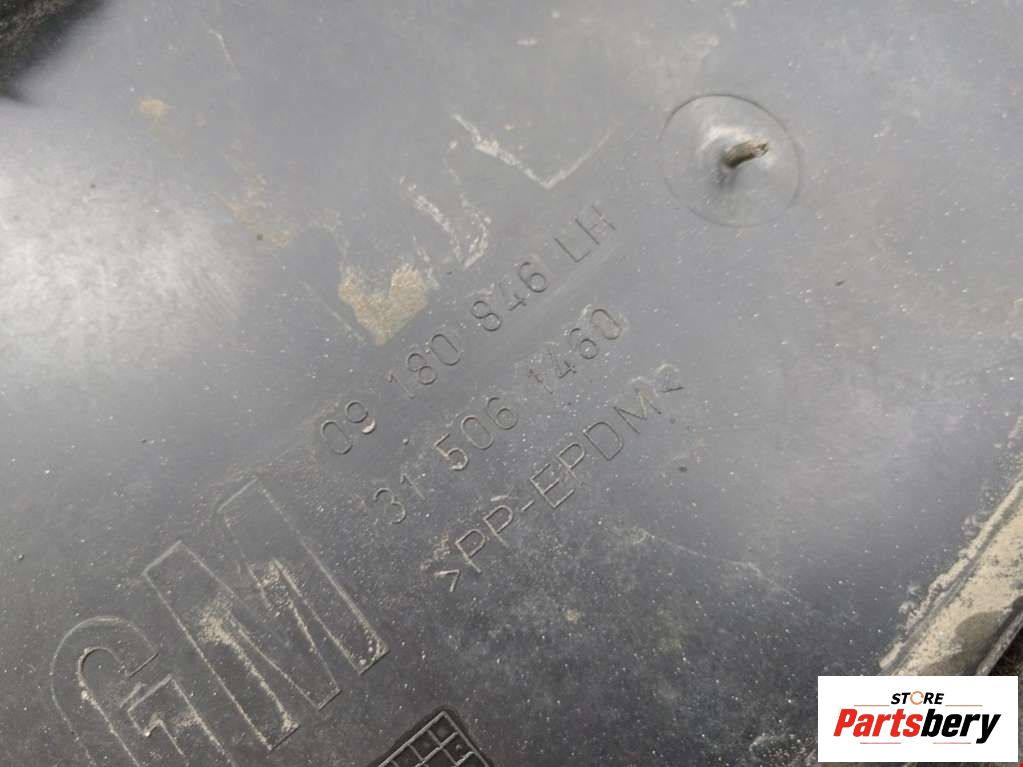 09 180 846 LH
31 506 1460
>PP-EPDM<
GM
STORE
Partsbery